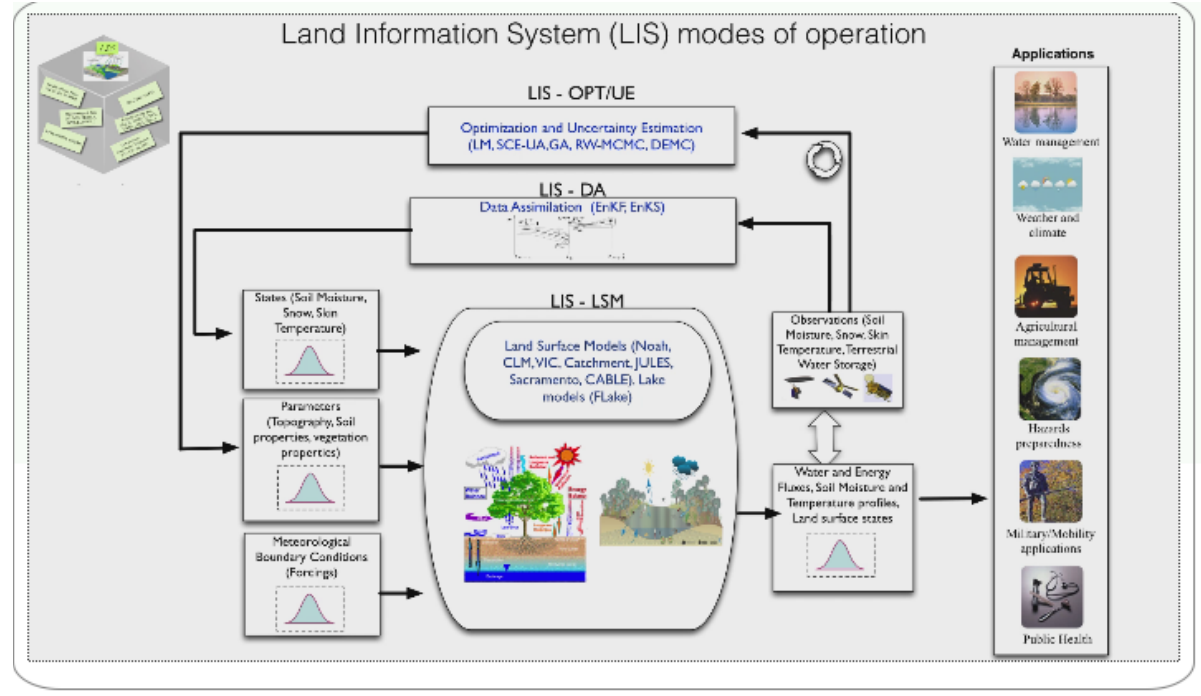 Land Information System (LIS) modes of operation
LIS
LIS - OPT/UE
Optimization and Uncertainty Estimation
(LM, SCE-UA,GA, RW-MCMC, DEMC)
LIS - DA
Data Assimilation (EnKF, EnKS)
States (Soil Moisture,
Snow, Skin
Temperature)
Parameters
(Topography, Soil
properties, vegetation
properties)
Meteorological
Boundary Conditions
(Forcings)
LIS - LSM
Land Surface Models (Noah,
CLM, VIC, Catchment, JULES,
Sacramento, CABLE), Lake
models (FLake)
Observations (Soil
Moisture, Snow, Skin
Temperature, Terrestrial
Water Storage)
Water and Energy
Fluxes, Soil Moisture and
Temperature profiles,
Land surface states
Applications
Water management
Weather and
climate
Agricultural
management
Hazards
preparedness
Military/Mobility
applications
Public Health